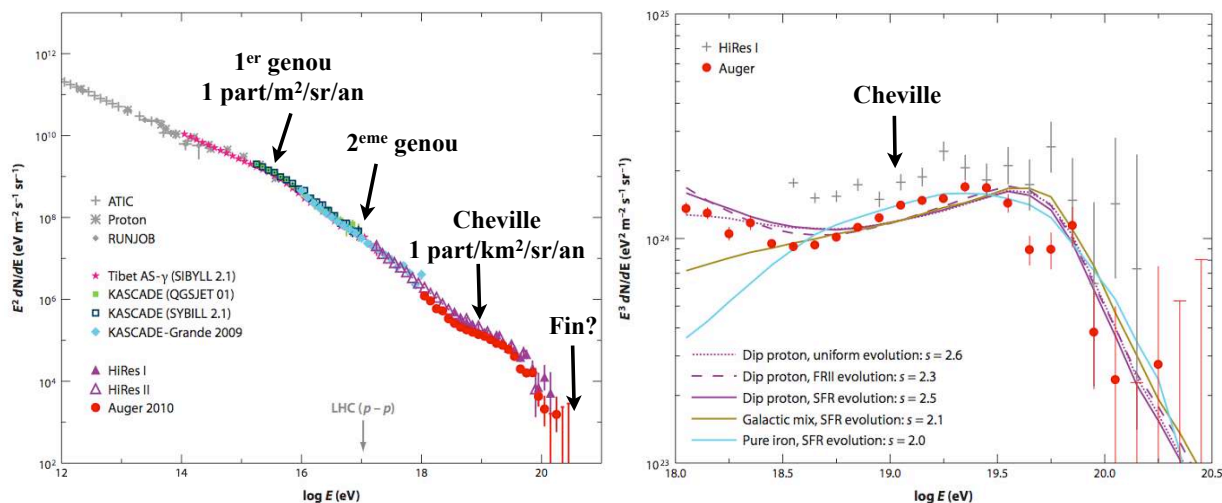 E² dN/dE (eV m⁻² s⁻¹ sr⁻¹)
10¹²
10¹⁰
10⁸
10⁶
10⁴
10²
1er genou
1 part/m²/sr/an
2eme genou
Cheville
1 part/km²/sr/an
Fin?
ATIC
Proton
RUNJOB
Tibet AS-γ (SIBYLL 2.1)
KASCADE (QGSJET 01)
KASCADE (SYBILL 2.1)
KASCADE-Grande 2009
HiRes I
HiRes II
Auger 2010
LHC (p – p)
12 14 16 18 20
log E (eV)
E³ dN/dE (eV² m⁻² s⁻¹ sr⁻¹)
10²⁵
10²⁴
10²³
HiRes I
Auger
Cheville
Dip proton, uniform evolution: s = 2.6
Dip proton, FRII evolution: s = 2.3
Dip proton, SFR evolution: s = 2.5
Galactic mix, SFR evolution: s = 2.1
Pure iron, SFR evolution: s = 2.0
18.0 18.5 19.0 19.5 20.0 20.5
log E (eV)